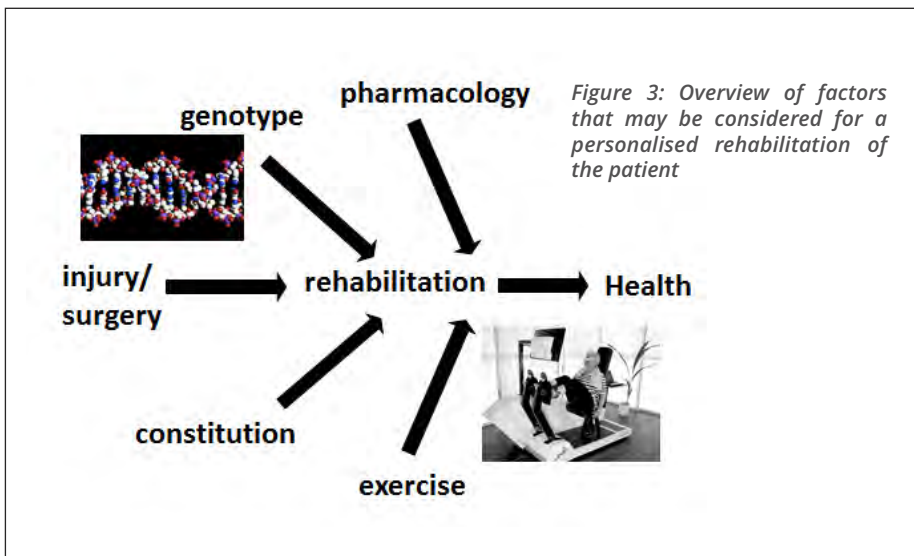 pharmacology
genotype
Figure 3: Overview of factors
that may be considered for a
personalised rehabilitation of
the patient
injury/
surgery
rehabilitation
Health
constitution
exercise